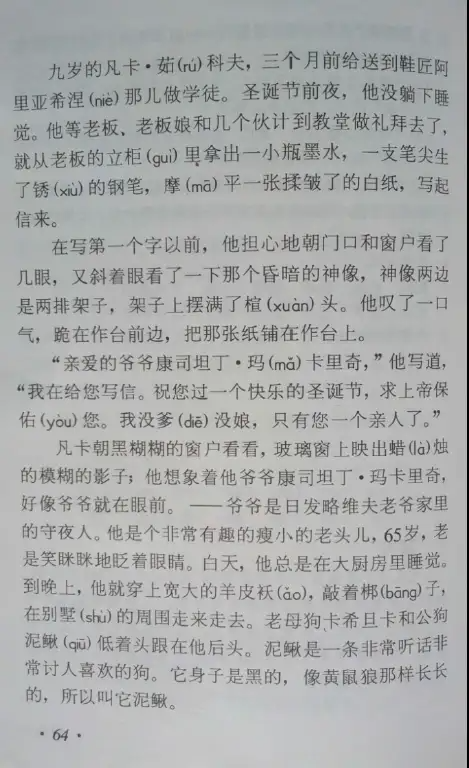 九岁的凡卡·茹(rú)科夫，三个月前给送到鞋匠阿
里亚希涅(niè)那儿做学徒。圣诞节前夜，他没躺下睡
觉。他等老板、老板娘和几个伙计到教堂做礼拜去了，
就从老板的立柜(guì)里拿出一小瓶墨水，一支笔尖生
了锈(xiù)的钢笔，摩(mā)平一张揉皱了的白纸，写起
信来。
在写第一个字以前，他担心地朝门口和窗户看了
几眼，又斜着眼看了一下那个昏暗的神像，神像两边
是两排架子，架子上摆满了楦(xuàn)头。他叹了一口
气，跪在作台前边，把那张纸铺在作台上。
“亲爱的爷爷康司坦丁·玛(mǎ)卡里奇，”他写道，
“我在给您写信。祝您过一个快乐的圣诞节，求上帝保
佑(yòu)您。我没爹(diē)没娘，只有您一个亲人了。”
凡卡朝黑糊糊的窗户看看，玻璃窗上映出蜡(là)烛
的模糊的影子；他想象着他爷爷康司坦丁·玛卡里奇，
好像爷爷就在眼前。——爷爷是日发略维夫老爷家里
的守夜人。他是个非常有趣的瘦小的老头儿，65岁，老
是笑眯眯地眨着眼睛。白天，他总是在大厨房里睡觉。
到晚上，他就穿上宽大的羊皮袄(ǎo)，敲着梆(bāng)子，
在别墅(shù)的周围走来走去。老母狗卡希旦卡和公狗
泥鳅(qiū)低着头跟在他后头。泥鳅是一条非常听话非
常讨人喜欢的狗。它身子是黑的，像黄鼠狼那样长长
的，所以叫它泥鳅。
·64·